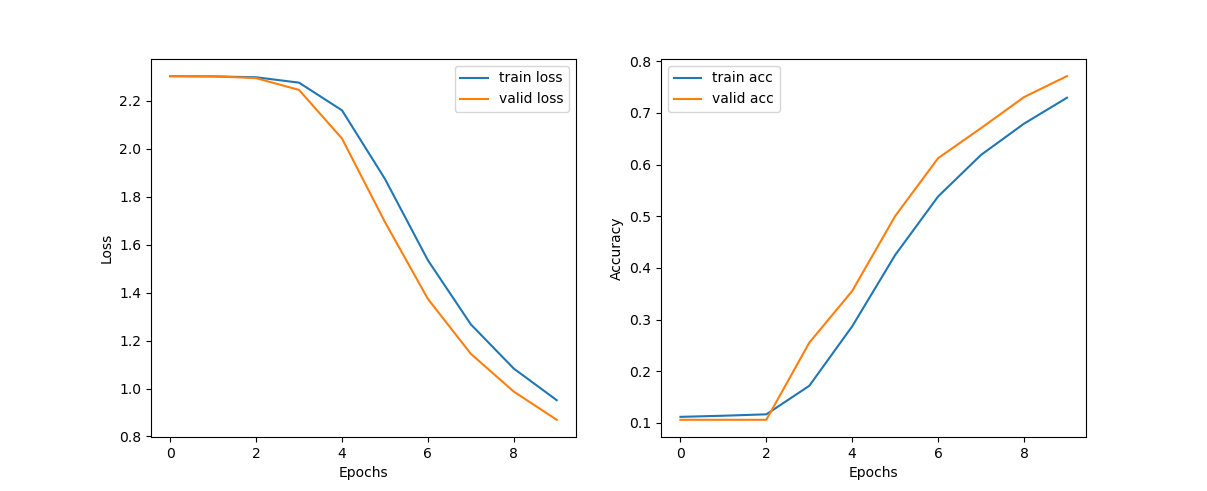 train loss
valid loss
2.2
2.0
1.8
1.6
1.4
1.2
1.0
0.8
Loss
0 2 4 6 8
Epochs
train acc
valid acc
0.8
0.7
0.6
0.5
0.4
0.3
0.2
0.1
Accuracy
0 2 4 6 8
Epochs